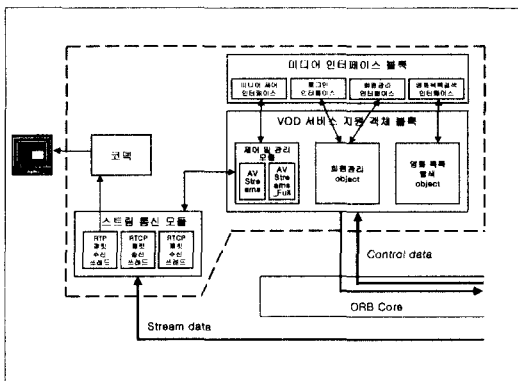 미디어 인터페이스 블록
미디어 제어
인터페이스
로그인
인터페이스
회원관리
인터페이스
영화목록검색
인터페이스
VOD 서비스 지원 객체 블록
제어 및 관리
모듈
AV
Strea
ms
AV
Streams
_Full
회원관리
object
영화 목록
object
코덱
스트림 통신 모듈
RTP
패킷
수신
쓰레드
RTCP
패킷
송신
쓰레드
RTCP
패킷
수신
쓰레드
Control data
ORB Core
Stream data